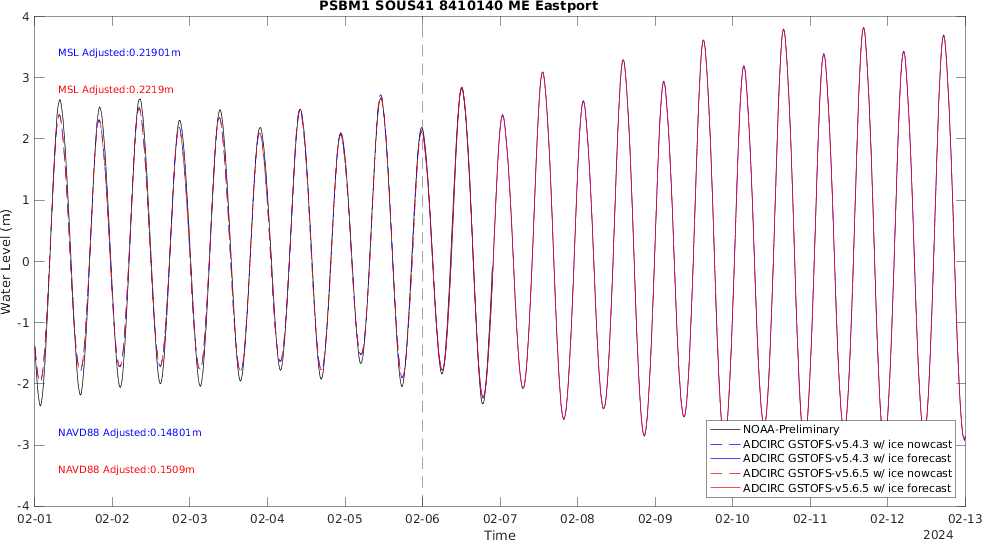 PSBM1 SOUS41 8410140 ME Eastport
4
3
2
1
0
-1
-2
-3
-4
Water Level (m)
MSL Adjusted:0.21901m
MSL Adjusted:0.2219m
NAVD88 Adjusted:0.14801m
NAVD88 Adjusted:0.1509m
NOAA-Preliminary
ADCIRC GSTOFS-v5.4.3 w/ ice nowcast
ADCIRC GSTOFS-v5.4.3 w/ ice forecast
ADCIRC GSTOFS-v5.6.5 w/ ice nowcast
ADCIRC GSTOFS-v5.6.5 w/ ice forecast
02-01 02-02 02-03 02-04 02-05 02-06 02-07 02-08 02-09 02-10 02-11 02-12 02-13
Time
2024